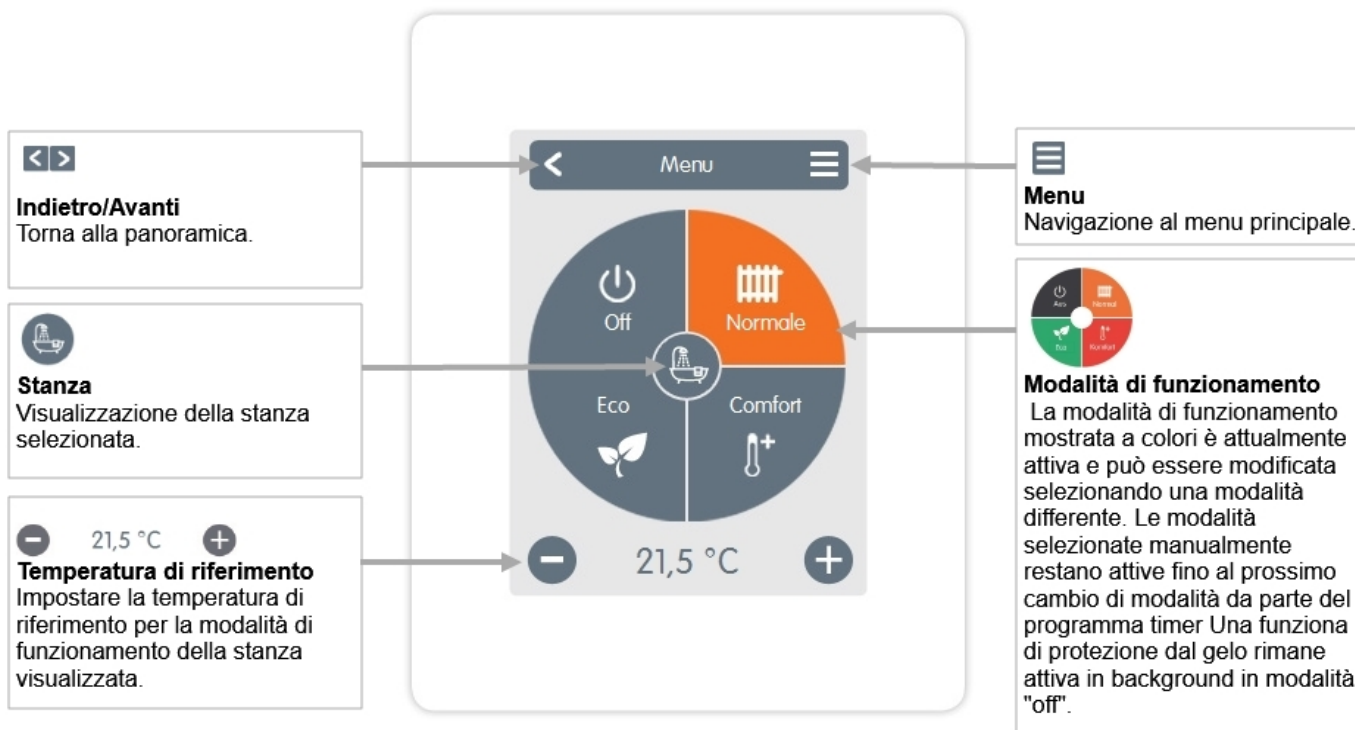 Indietro/Avanti
Torna alla panoramica.
Stanza
Visualizzazione della stanza
selezionata.
21,5 °C
Temperatura di riferimento
Impostare la temperatura di
riferimento per la modalità di
funzionamento della stanza
visualizzata.
Menu
Off
Normale
Eco
Comfort
21,5 °C
Menu
Navigazione al menu principale.
Aus
Normal
Eco
Komfort
Modalità di funzionamento
La modalità di funzionamento
mostrata a colori è attualmente
attiva e può essere modificata
selezionando una modalità
differente. Le modalità
selezionate manualmente
restano attive fino al prossimo
cambio di modalità da parte del
programma timer Una funziona
di protezione dal gelo rimane
attiva in background in modalità
"off".